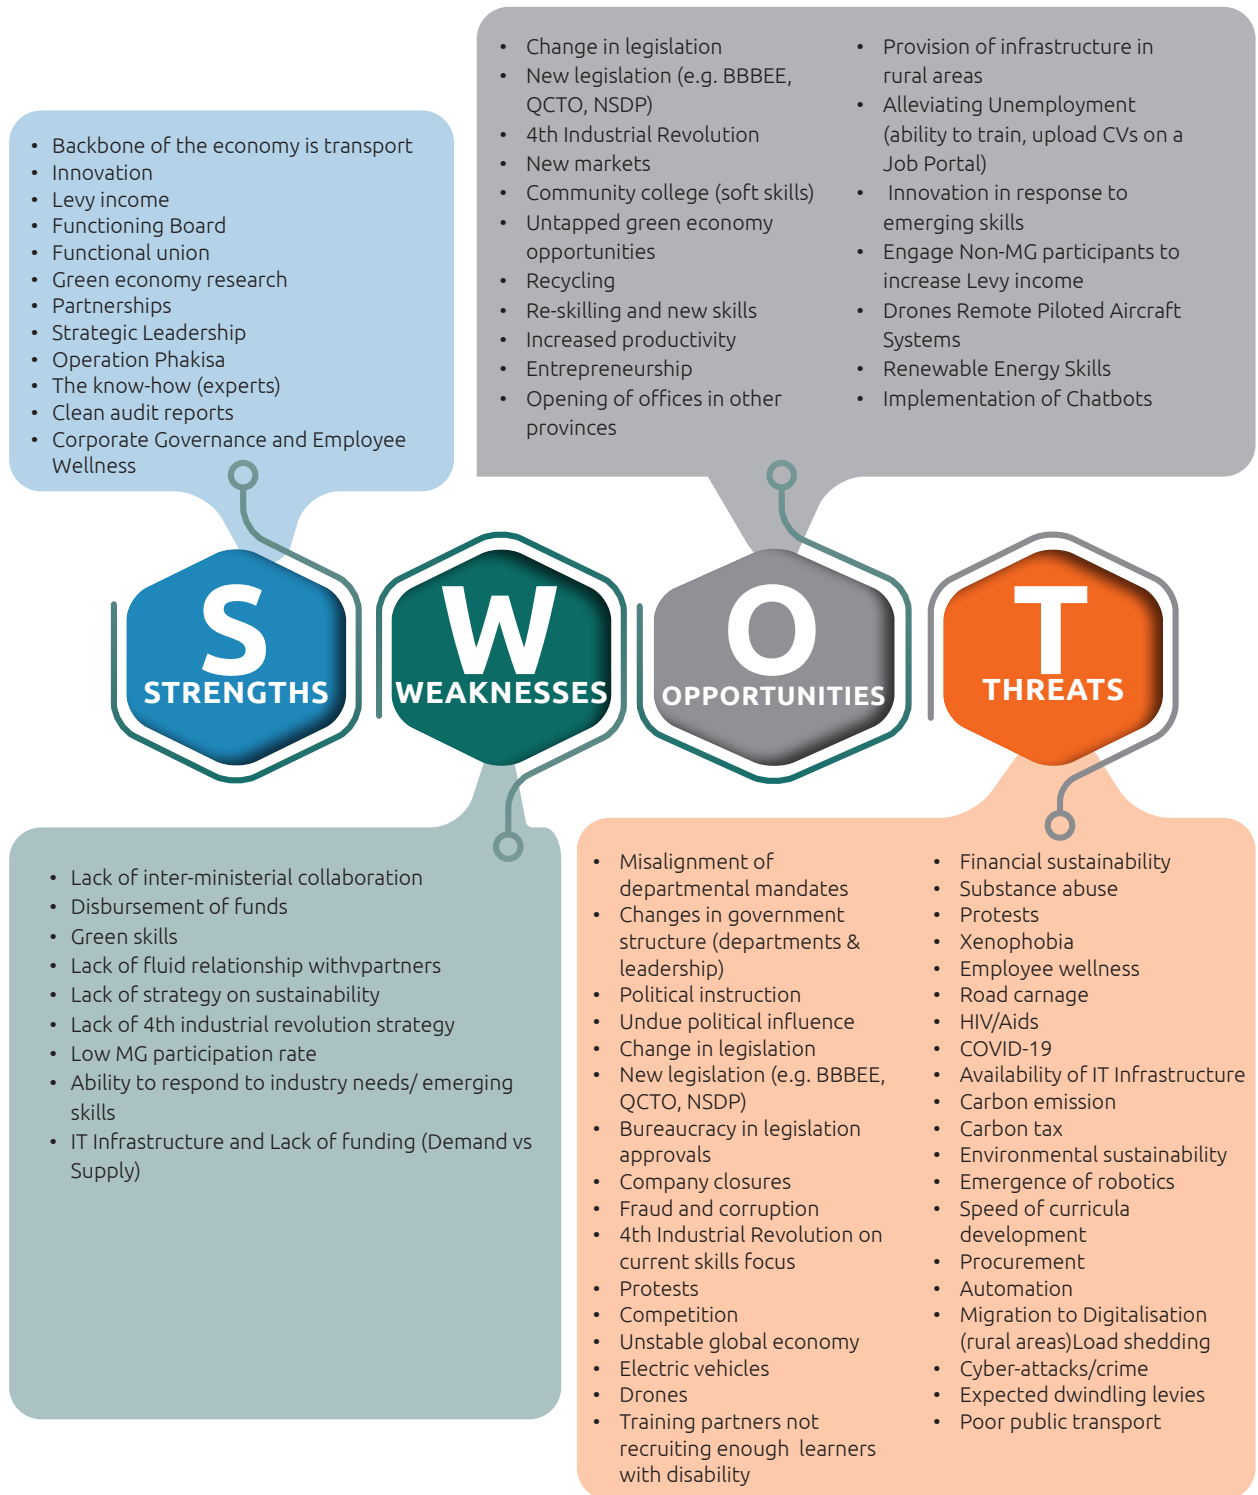 • Backbone of the economy is transport
• Innovation
• Levy income
• Functioning Board
• Functional union
• Green economy research
• Partnerships
• Strategic Leadership
• Operation Phakisa
• The know-how (experts)
• Clean audit reports
• Corporate Governance and Employee
Wellness
• Change in legislation
• New legislation (e.g. BBBEE,
QCTO, NSDP)
• 4th Industrial Revolution
• New markets
• Community college (soft skills)
• Untapped green economy
opportunities
• Recycling
• Re-skilling and new skills
• Increased productivity
• Entrepreneurship
• Opening of offices in other
provinces
• Provision of infrastructure in
rural areas
• Alleviating Unemployment
(ability to train, upload CVs on a
Job Portal)
• Innovation in response to
emerging skills
• Engage Non-MG participants to
increase Levy income
• Drones Remote Piloted Aircraft
Systems
• Renewable Energy Skills
• Implementation of Chatbots
S
STRENGTHS
W
WEAKNESSES
O
OPPORTUNITIES
T
THREATS
• Lack of inter-ministerial collaboration
• Disbursement of funds
• Green skills
• Lack of fluid relationship withvpartners
• Lack of strategy on sustainability
• Lack of 4th industrial revolution strategy
• Low MG participation rate
• Ability to respond to industry needs/ emerging
skills
• IT Infrastructure and Lack of funding (Demand vs
Supply)
• Misalignment of
departmental mandates
• Changes in government
structure (departments &
leadership)
• Political instruction
• Undue political influence
• Change in legislation
• New legislation (e.g. BBBEE,
QCTO, NSDP)
• Bureaucracy in legislation
approvals
• Company closures
• Fraud and corruption
• 4th Industrial Revolution on
current skills focus
• Protests
• Competition
• Unstable global economy
• Electric vehicles
• Drones
• Training partners not
recruiting enough learners
with disability
• Financial sustainability
• Substance abuse
• Protests
• Xenophobia
• Employee wellness
• Road carnage
• HIV/Aids
• COVID-19
• Availability of IT Infrastructure
• Carbon emission
• Carbon tax
• Environmental sustainability
• Emergence of robotics
• Speed of curricula
development
• Procurement
• Automation
• Migration to Digitalisation
(rural areas)Load shedding
• Cyber-attacks/crime
• Expected dwindling levies
• Poor public transport